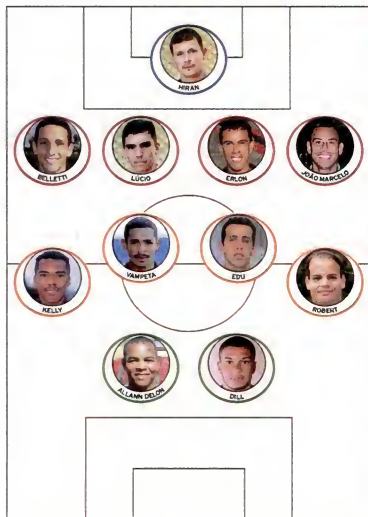 HIRAN
BELLETTI
LÚCIO
ERLON
JOÃO MARCELO
VAMPETA
EDU
KELLY
ROBERT
ALLANN DELON
DILL